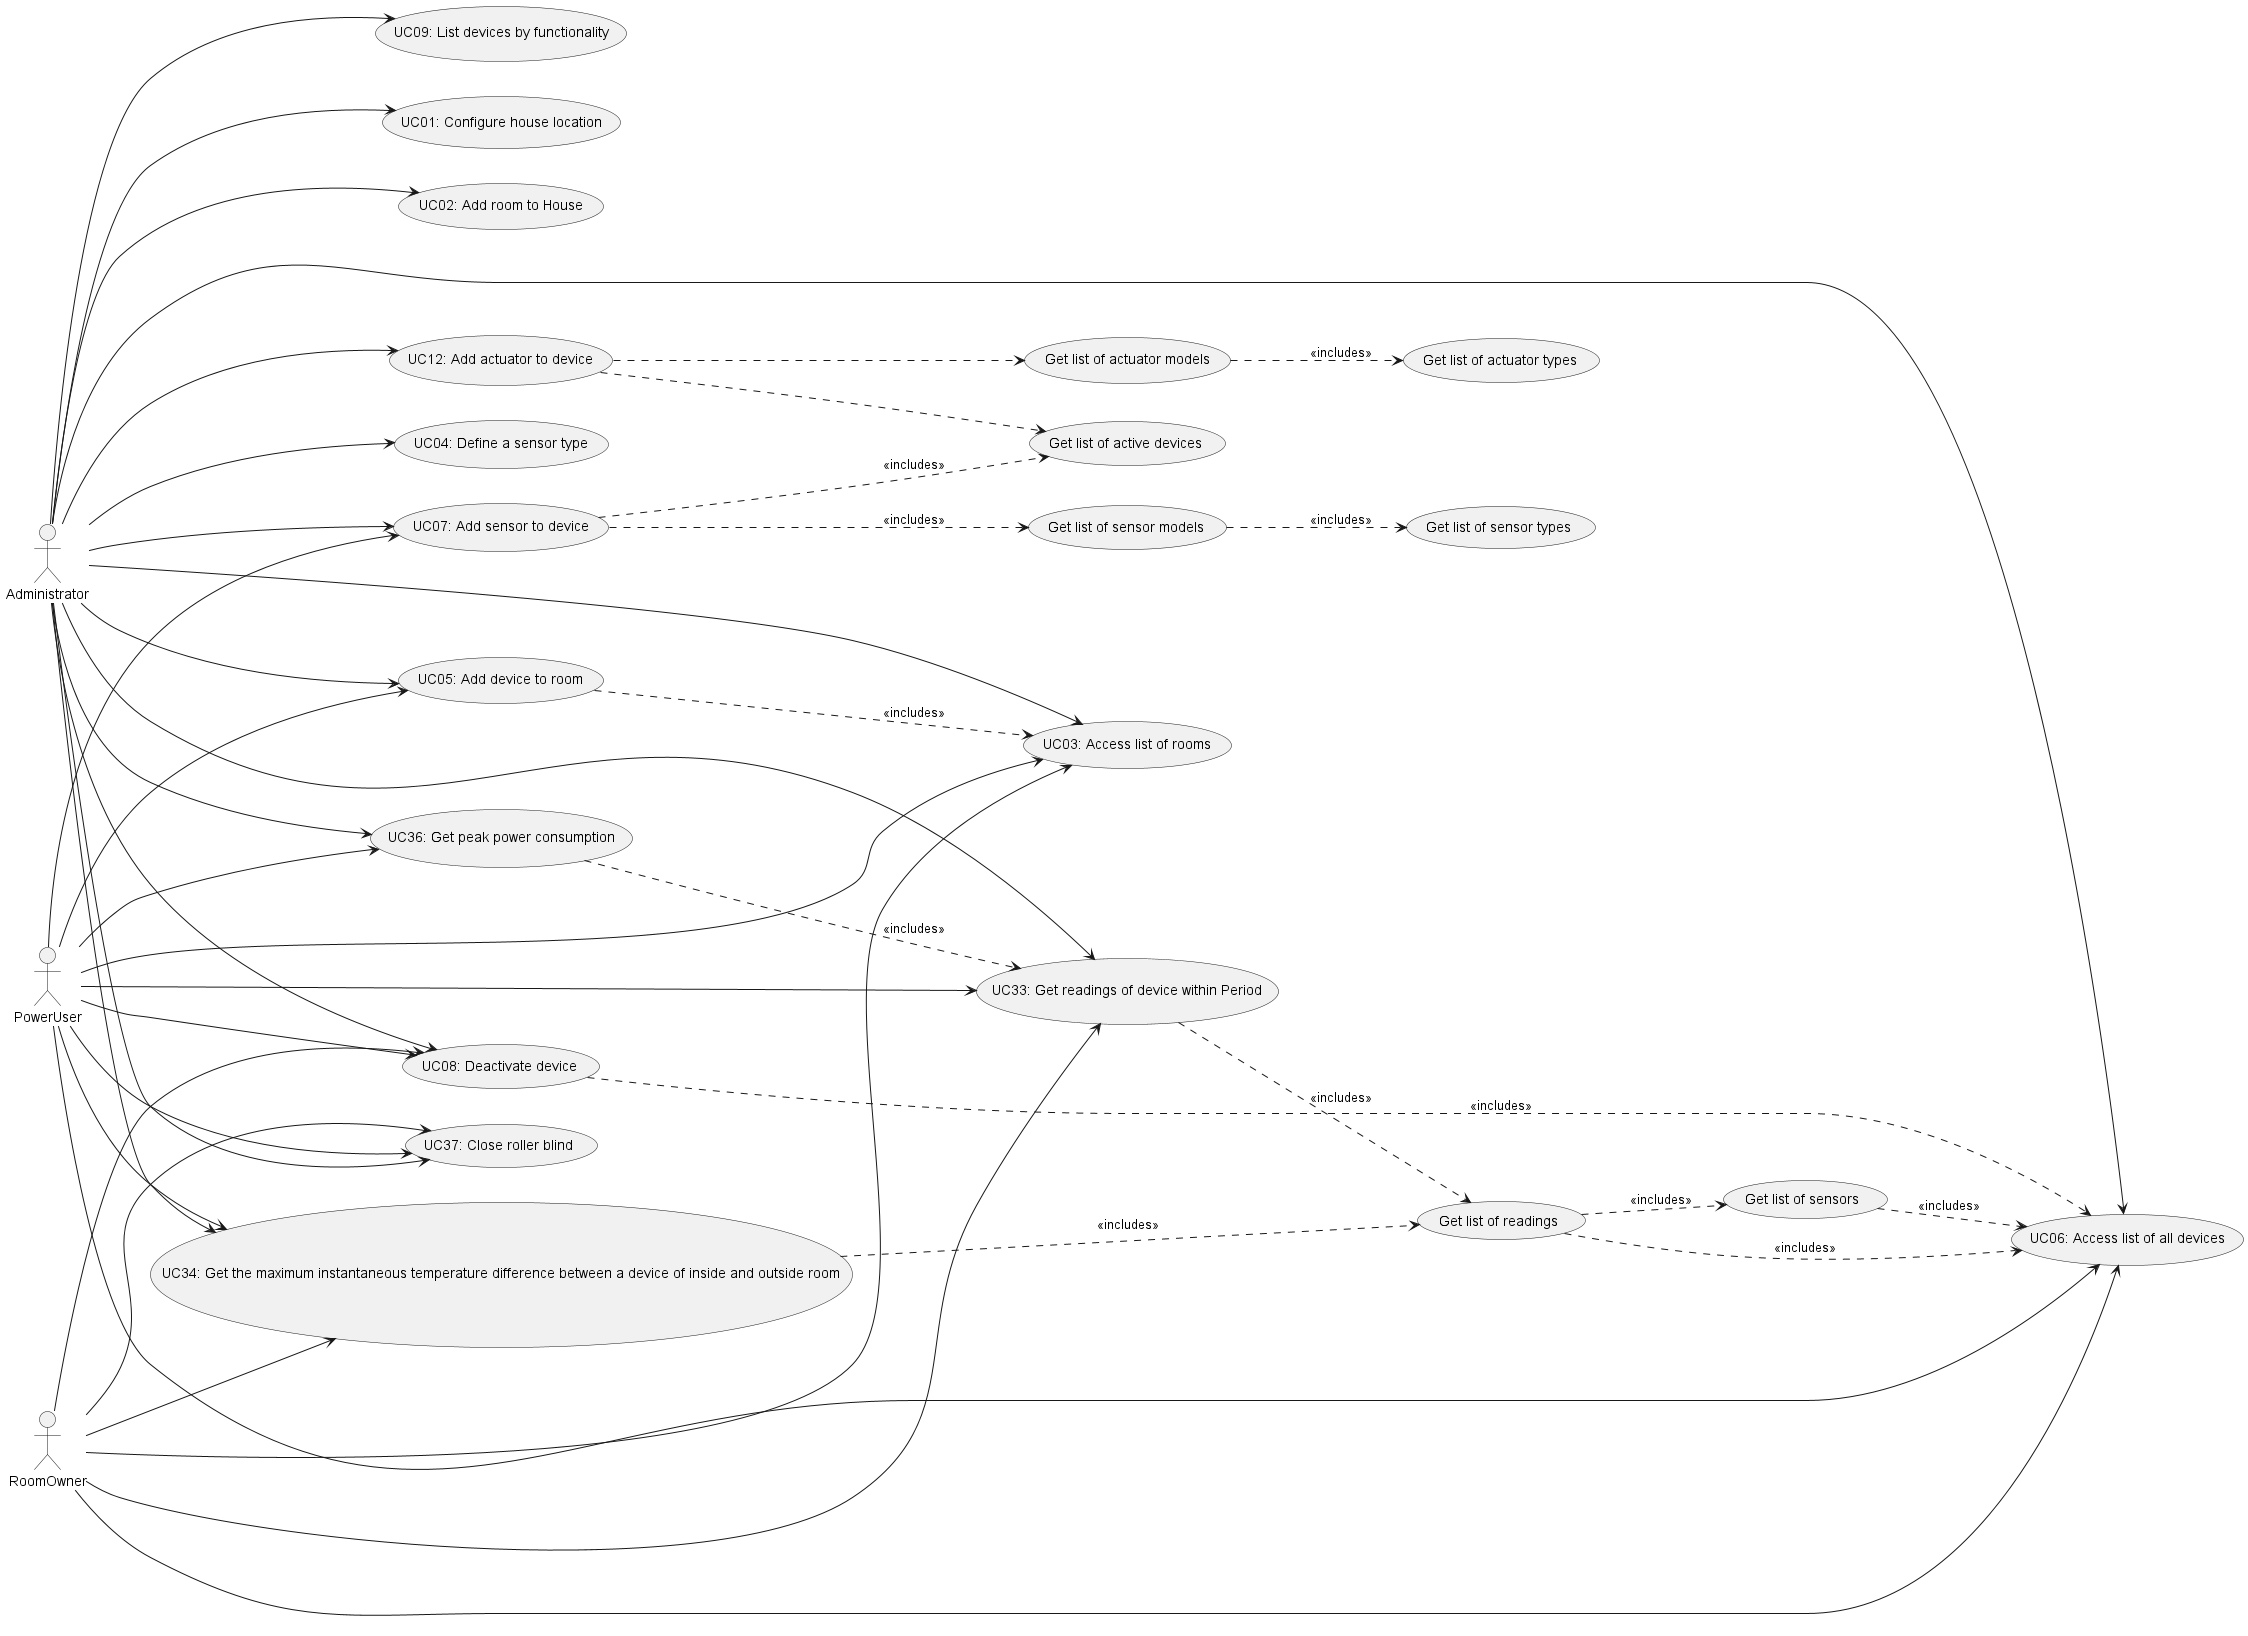 UC09: List devices by functionality
UC01: Configure house location
UC02: Add room to House
UC12: Add actuator to device
Get list of actuator models
«includes»
Get list of actuator types
UC04: Define a sensor type
Get list of active devices
«includes»
UC07: Add sensor to device
«includes»
Get list of sensor models
«includes»
Get list of sensor types
Administrator
UC05: Add device to room
«includes»
UC03: Access list of rooms
UC36: Get peak power consumption
«includes»
UC33: Get readings of device within Period
PowerUser
UC08: Deactivate device
«includes»
«includes»
UC37: Close roller blind
«includes»
Get list of sensors
«includes»
«includes»
Get list of readings
«includes»
UC06: Access list of all devices
UC34: Get the maximum instantaneous temperature difference between a device of inside and outside room
RoomOwner